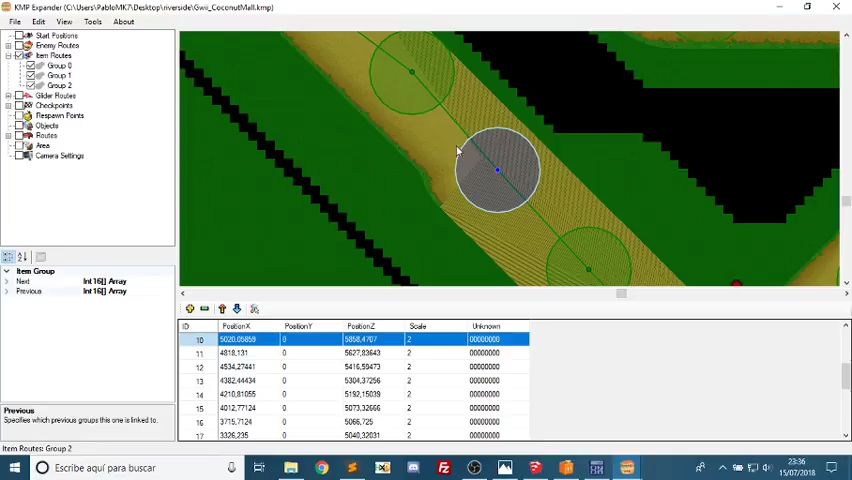 KMP Expander (C:\Users\PabloMK7\Desktop\riverside\Gwii_CoconutMall.kmp)
File Edit View Tools About
Start Positions
Enemy Routes
Item Routes
Group 0
Group 1
Group 2
Glider Routes
Checkpoints
Respawn Points
Objects
Routes
Area
Camera Settings
Item Group
Next Int16[] Array
Previous Int16[] Array
Previous
Specifies which previous groups this one is linked to.
ID PositionX PositionY PositionZ Scale Unknown
10 5020,05859 0 5858,4707 2 00000000
11 4818,131 0 5627,83643 2 00000000
12 4534,27441 0 5416,59473 2 00000000
13 4382,44434 0 5304,37256 2 00000000
14 4210,81055 0 5192,15039 2 00000000
15 4012,77124 0 5073,32666 2 00000000
16 3715,7124 0 5066,725 2 00000000
17 3326,235 0 5040,32031 2 00000000
Item Routes: Group 2
Escribe aquí para buscar
23:36
15/07/2018